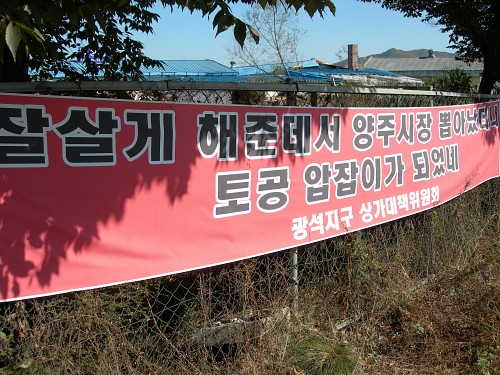 잘살게 해준데서 양주시장 뽑아놨더니
토공 압잡이가 되었네
광석지구 상가대책위원회